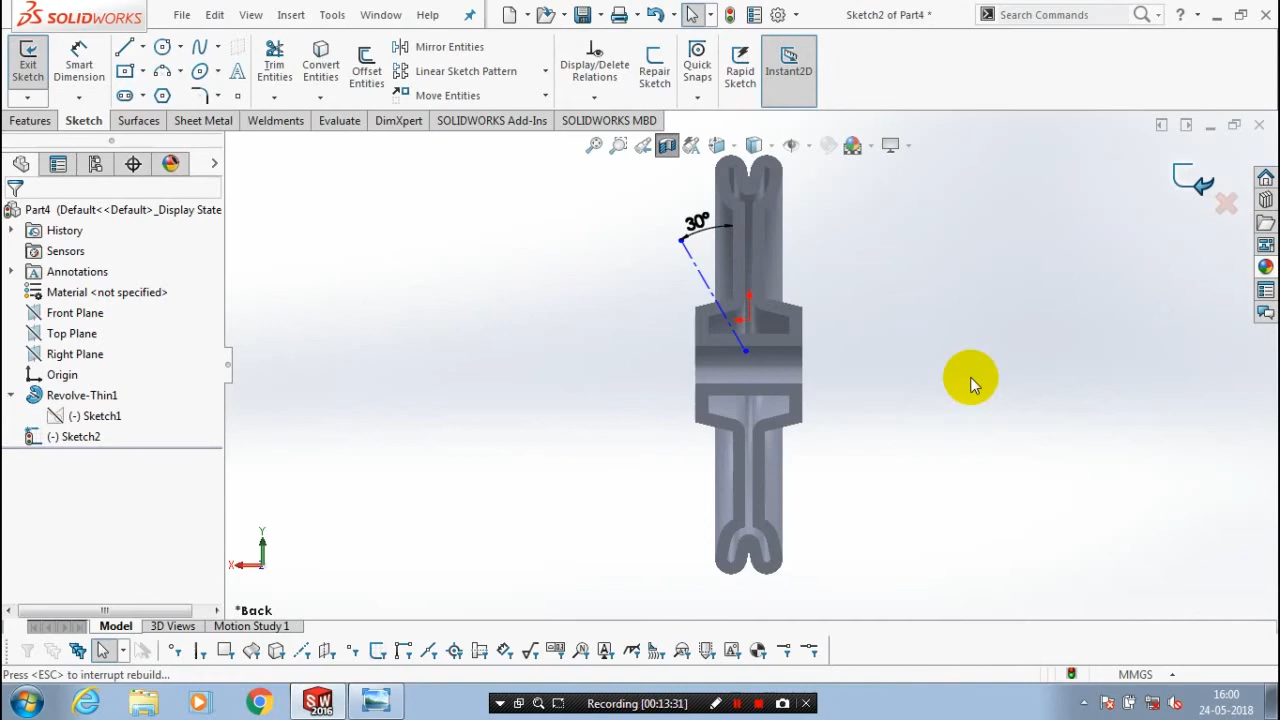 SOLIDWORKS
File Edit View Insert Tools Window Help
Sketch2 of Part4 *
Search Commands
?
Exit Sketch
Smart Dimension
Trim Entities
Convert Entities
Offset Entities
Mirror Entities
Linear Sketch Pattern
Move Entities
Display/Delete Relations
Repair Sketch
Quick Snaps
Rapid Sketch
Instant2D
Features Sketch Surfaces Sheet Metal Weldments Evaluate DimXpert SOLIDWORKS Add-Ins SOLIDWORKS MBD
Part4 (Default<<Default>_Display State
History
Sensors
Annotations
Material <not specified>
Front Plane
Top Plane
Right Plane
Origin
Revolve-Thin1
(-) Sketch1
(-) Sketch2
30°
Y
X
*Back
Model 3D Views Motion Study 1
Press <ESC> to interrupt rebuild...
MMGS
SW 2016
Recording [00:13:31]
16:00
24-05-2018